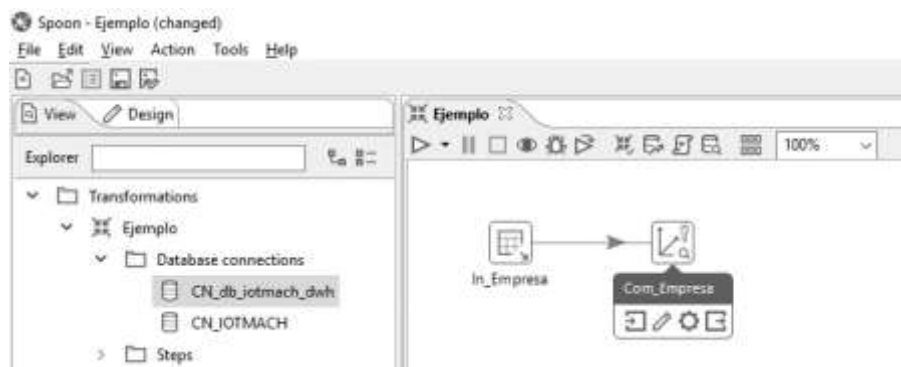 Spoon - Ejemplo (changed)
File Edit View Action Tools Help
View Design
Ejemplo
Explorer
100%
Transformations
Ejemplo
Database connections
CN_db_iotmach_dwh
CN_IOTMACH
Steps
In_Empresa
Com_Empresa